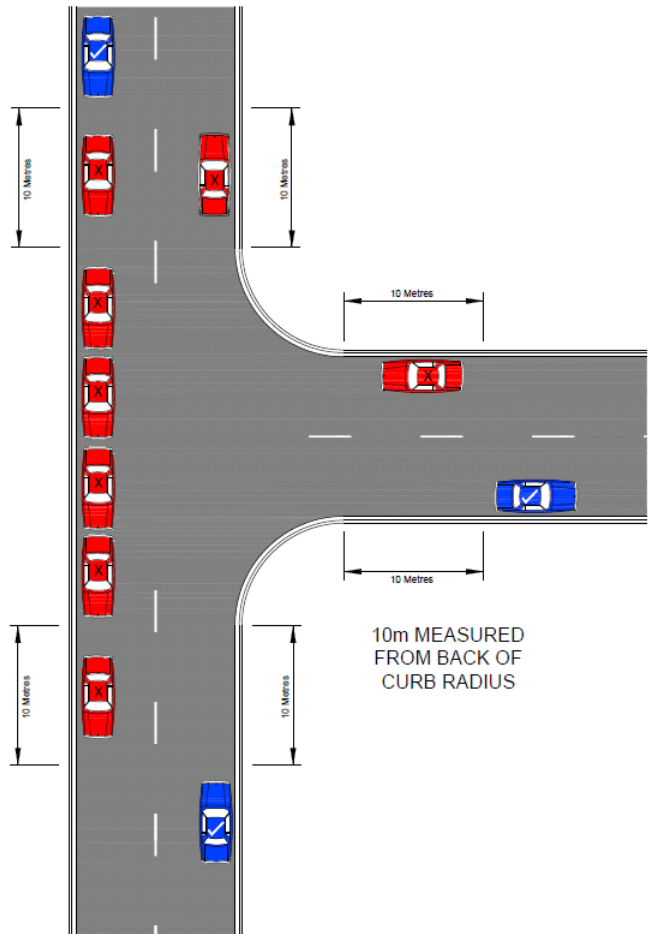 10 Metres
10 Metres
10 Metres
X
X
X
X
X
X
X
X
10 Metres
10 Metres
10 Metres
10m MEASURED
FROM BACK OF
CURB RADIUS